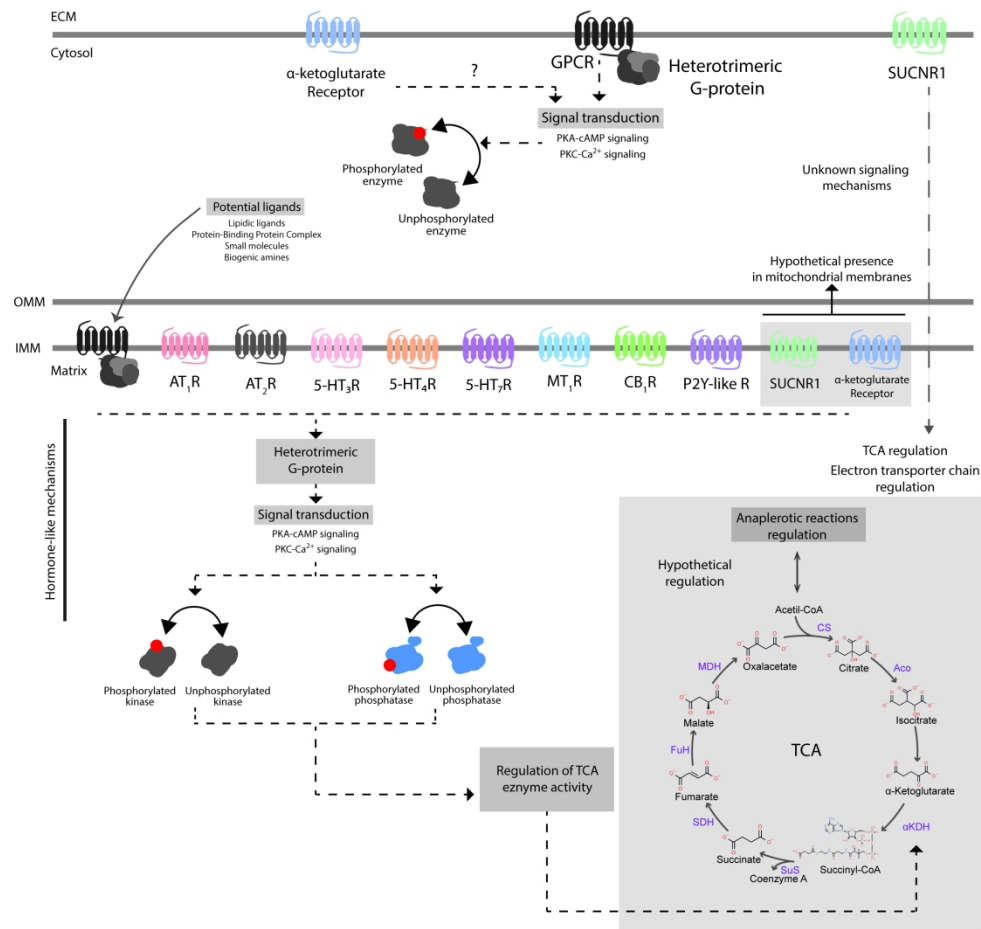 ECM
Cytosol
α-ketoglutarate
Receptor
?
GPCR
Heterotrimeric
G-protein
SUCNR1
Signal transduction
PKA-cAMP signaling
PKC-Ca²⁺ signaling
Phosphorylated
enzyme
Unphosphorylated
enzyme
Unknown signaling
mechanisms
Potential ligands
Lipidic ligands
Protein-Binding Protein Complex
Small molecules
Biogenic amines
Hypothetical presence
in mitochondrial membranes
OMM
IMM
Matrix
AT₁R
AT₂R
5-HT₃R
5-HT₄R
5-HT₇R
MT₁R
CB₁R
P2Y-like R
SUCNR1
α-ketoglutarate
Receptor
Hormone-like mechanisms
Heterotrimeric
G-protein
Signal transduction
PKA-cAMP signaling
PKC-Ca²⁺ signaling
Phosphorylated
kinase
Unphosphorylated
kinase
Phosphorylated
phosphatase
Unphosphorylated
phosphatase
Regulation of TCA
eznyme activity
TCA regulation
Electron transporter chain
regulation
Anaplerotic reactions
regulation
Hypothetical
regulation
Acetil-CoA
CS
Oxalacetate
Citrate
MDH
Aco
Malate
Isocitrate
TCA
FuH
Fumarate
α-Ketoglutarate
SDH
αKDH
Succinate
Succinyl-CoA
SuS
Coenzyme A